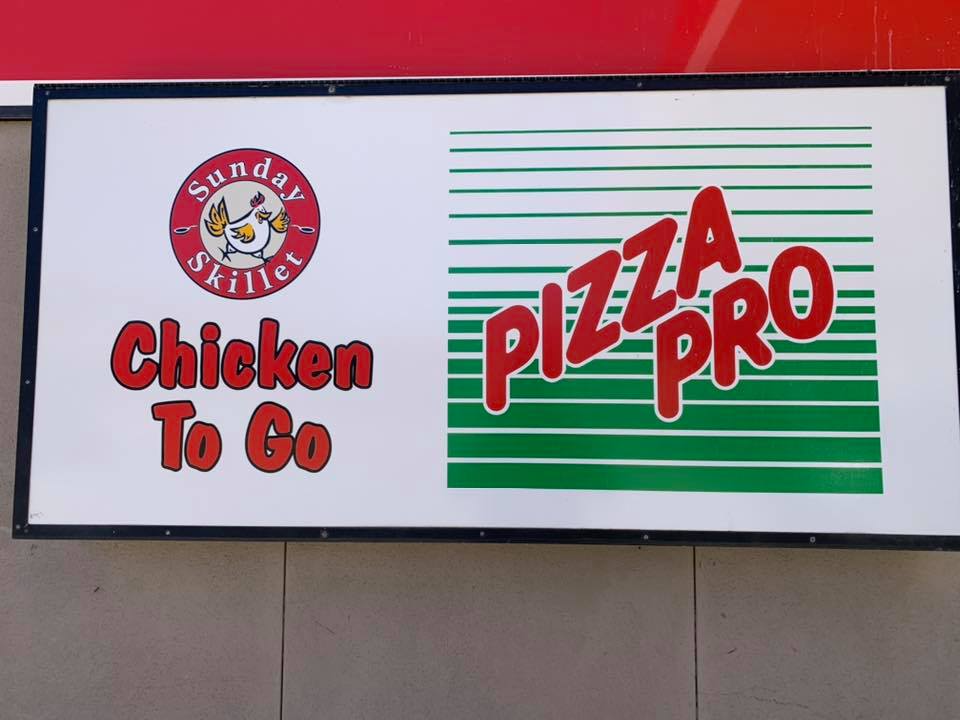 Sunday
Skillet
Chicken
To Go
PIZZA
PRO